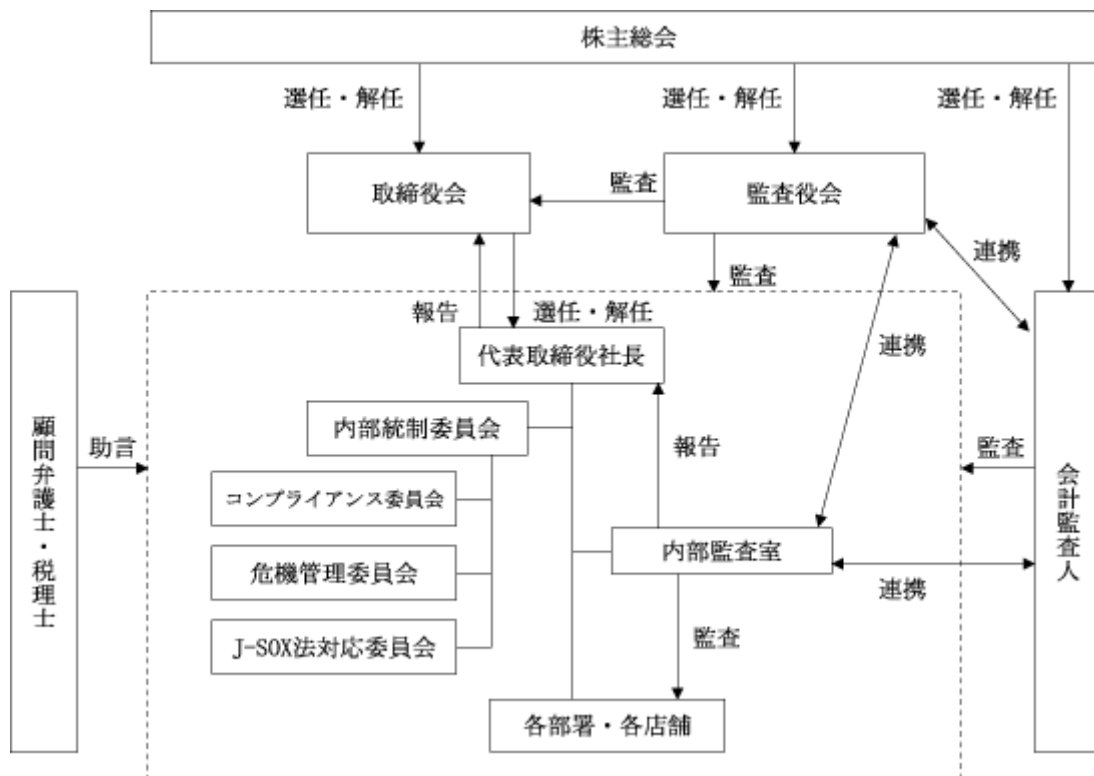 株主総会
選任・解任
選任・解任
選任・解任
取締役会
監査
監査役会
連携
監査
報告
選任・解任
代表取締役社長
連携
内部統制委員会
顧問弁護士・税理士
助言
報告
監査
会計監査人
コンプライアンス委員会
内部監査室
危機管理委員会
連携
J-SOX法対応委員会
監査
各部署・各店舗